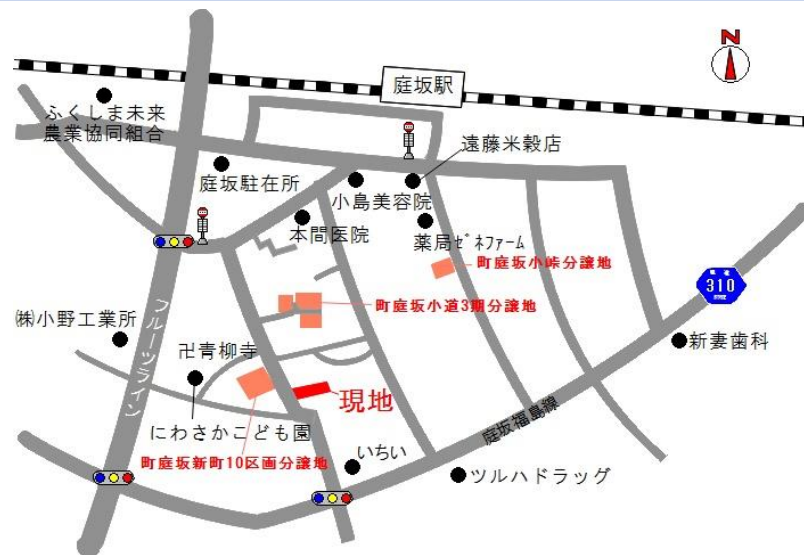 庭坂駅
N
ふくしま未来
農業協同組合
遠藤米穀店
庭坂駐在所
小島美容院
本間医院
薬局ゼネファーム
町庭坂小峠分譲地
310
町庭坂小道3期分譲地
㈱小野工業所
フルーツライン
新妻歯科
卍青柳寺
現地
にわさかこども園
庭坂福島線
町庭坂新町10区画分譲地
いちい
ツルハドラッグ